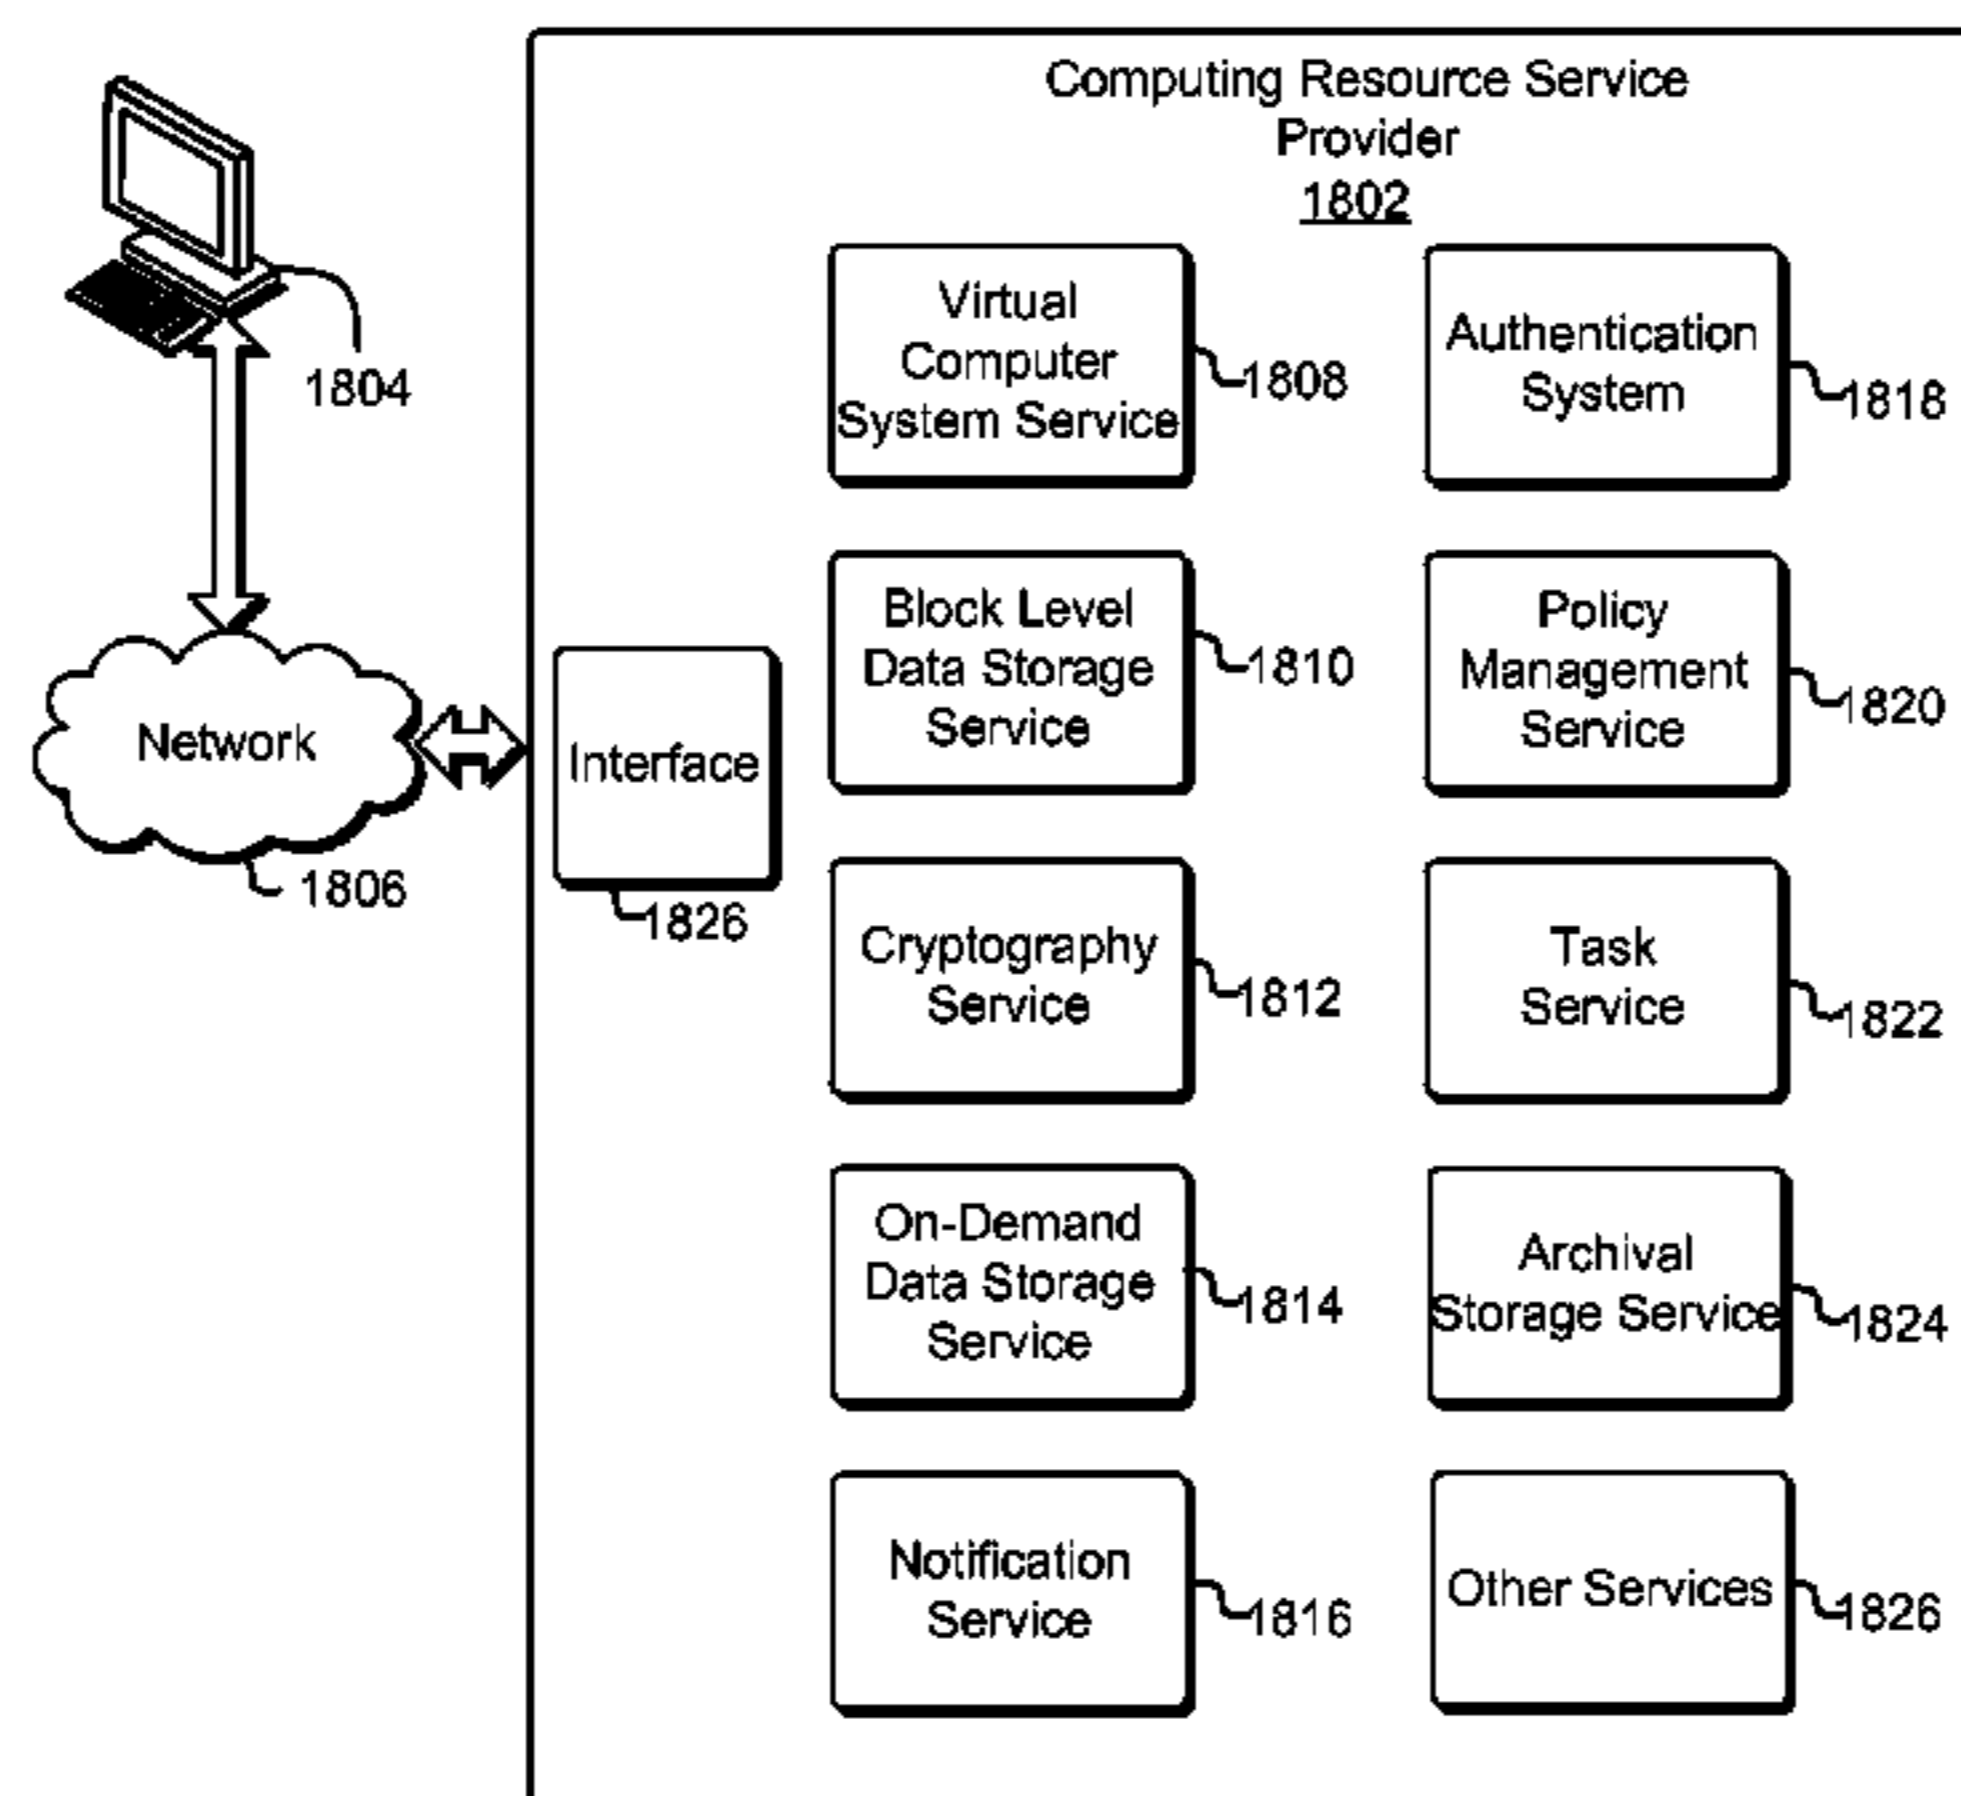 Computing Resource Service
Provider
1802
1804
Network
1806
Interface
1826
Virtual
Computer
System Service
1808
Authentication
System
1818
Block Level
Data Storage
Service
1810
Policy
Management
Service
1820
Cryptography
Service
1812
Task
Service
1822
On-Demand
Data Storage
Service
1814
Archival
Storage Service
1824
Notification
Service
1816
Other Services
1826